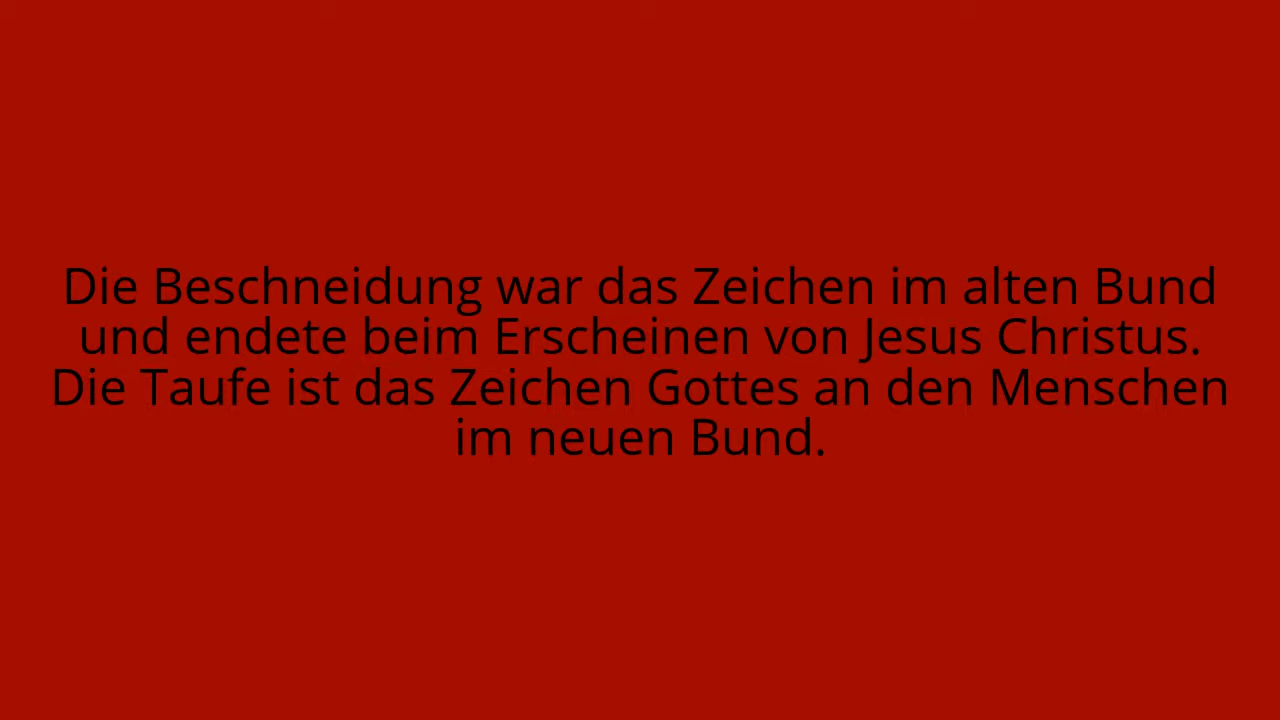 Die Beschneidung war das Zeichen im alten Bund
und endete beim Erscheinen von Jesus Christus.
Die Taufe ist das Zeichen Gottes an den Menschen
im neuen Bund.